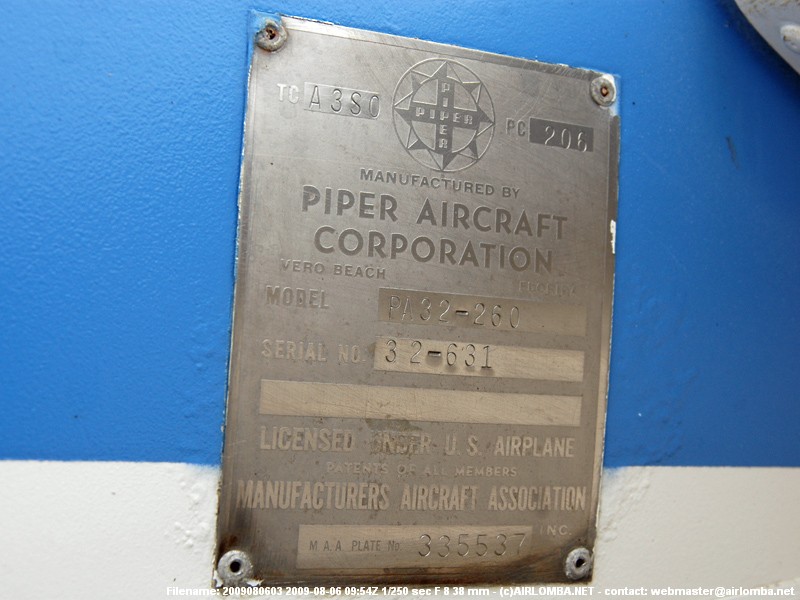 TC A3SO
PIPER
PIPER
PC 206
MANUFACTURED BY
PIPER AIRCRAFT
CORPORATION
VERO BEACH FLORIDA
MODEL PA32-260
SERIAL NO. 32-631
LICENSED UNDER U.S. AIRPLANE
PATENTS OF ALL MEMBERS
MANUFACTURERS AIRCRAFT ASSOCIATION
INC.
M.A.A PLATE No. 335537
Filename: 2009080603 2009-08-06 09:54Z 1/250 sec F 8 38 mm - (c)AIRLOMBA.NET - contact: webmaster@airlomba.net